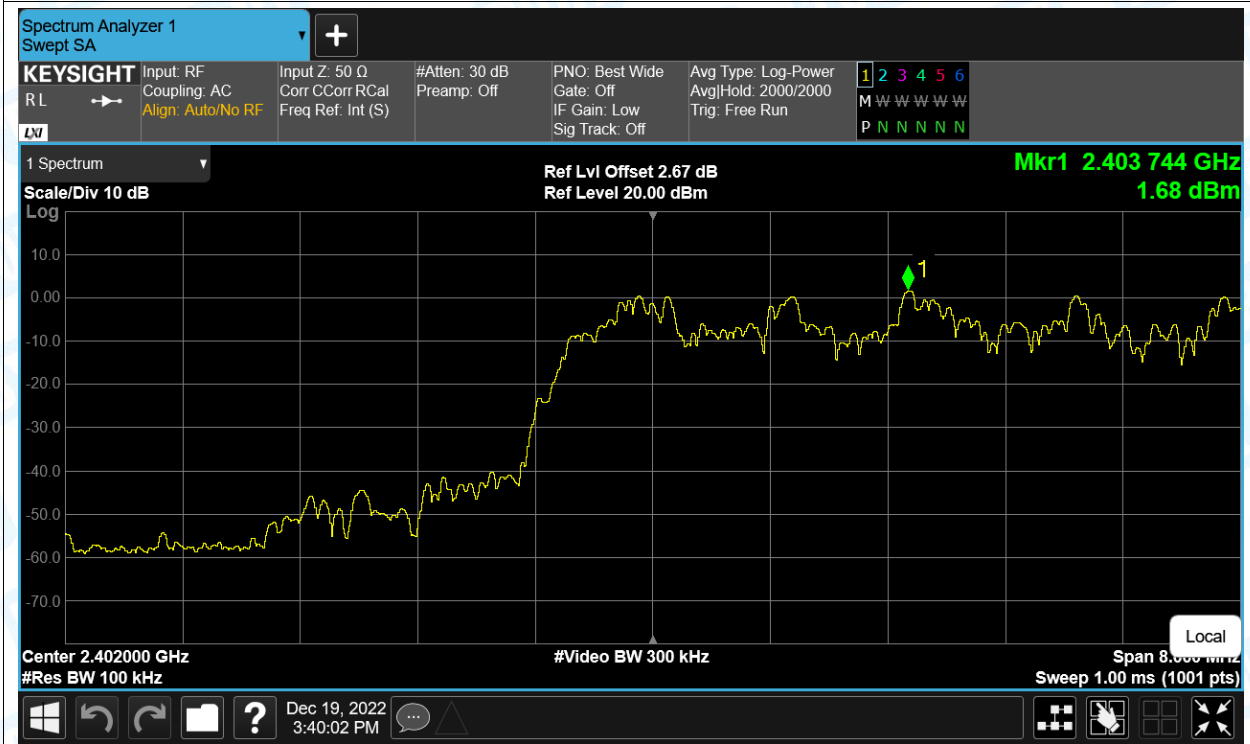 Spectrum Analyzer 1
Swept SA
KEYSIGHT
R L
LXI
Input: RF
Coupling: AC
Align: Auto/No RF
Input Z: 50 Ω
Corr CCorr RCal
Freq Ref: Int (S)
#Atten: 30 dB
Preamp: Off
PNO: Best Wide
Gate: Off
IF Gain: Low
Sig Track: Off
Avg Type: Log-Power
Avg|Hold: 2000/2000
Trig: Free Run
1 2 3 4 5 6
M W W W W W
P N N N N N
1 Spectrum
Scale/Div 10 dB
Log
Ref Lvl Offset 2.67 dB
Ref Level 20.00 dBm
Mkr1 2.403 744 GHz
1.68 dBm
10.0
0.00
-10.0
-20.0
-30.0
-40.0
-50.0
-60.0
-70.0
1
Local
Center 2.402000 GHz
#Res BW 100 kHz
#Video BW 300 kHz
Span 8.000 MHz
Sweep 1.00 ms (1001 pts)
?
Dec 19, 2022
3:40:02 PM